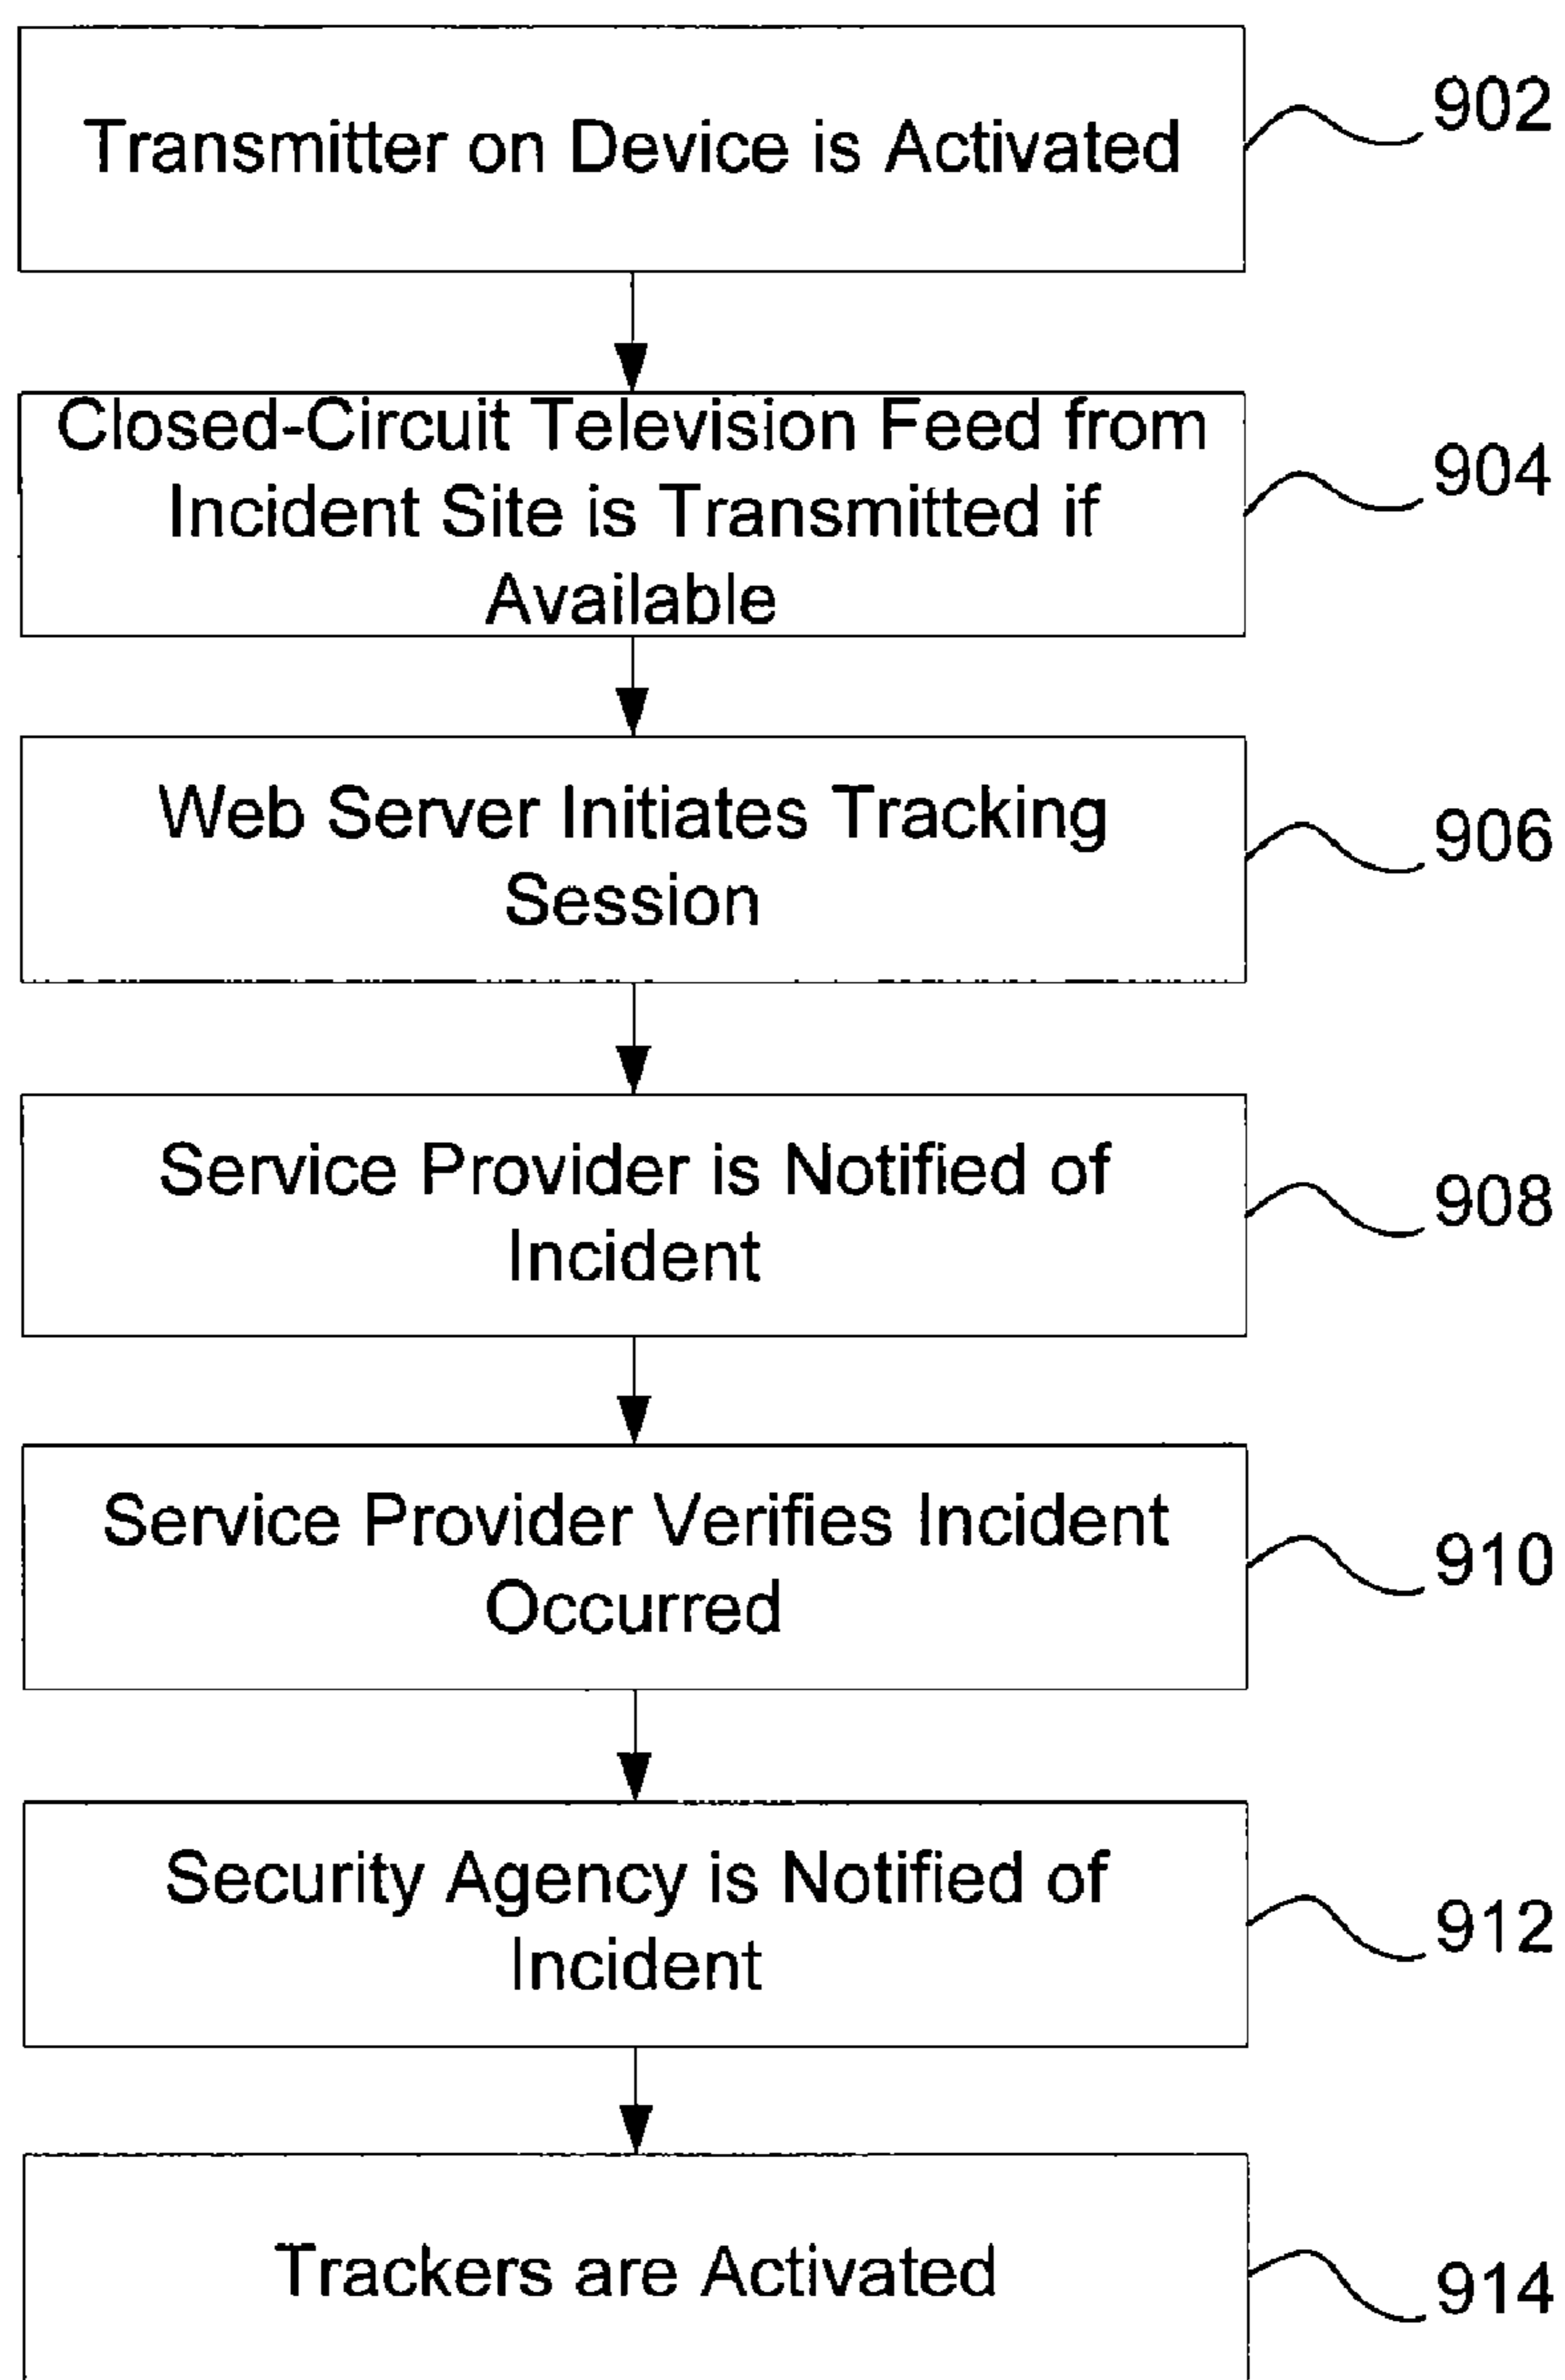 Transmitter on Device is Activated
902
Closed-Circuit Television Feed from
Incident Site is Transmitted if
Available
904
Web Server Initiates Tracking
Session
906
Service Provider is Notified of
Incident
908
Service Provider Verifies Incident
Occurred
910
Security Agency is Notified of
Incident
912
Trackers are Activated
914